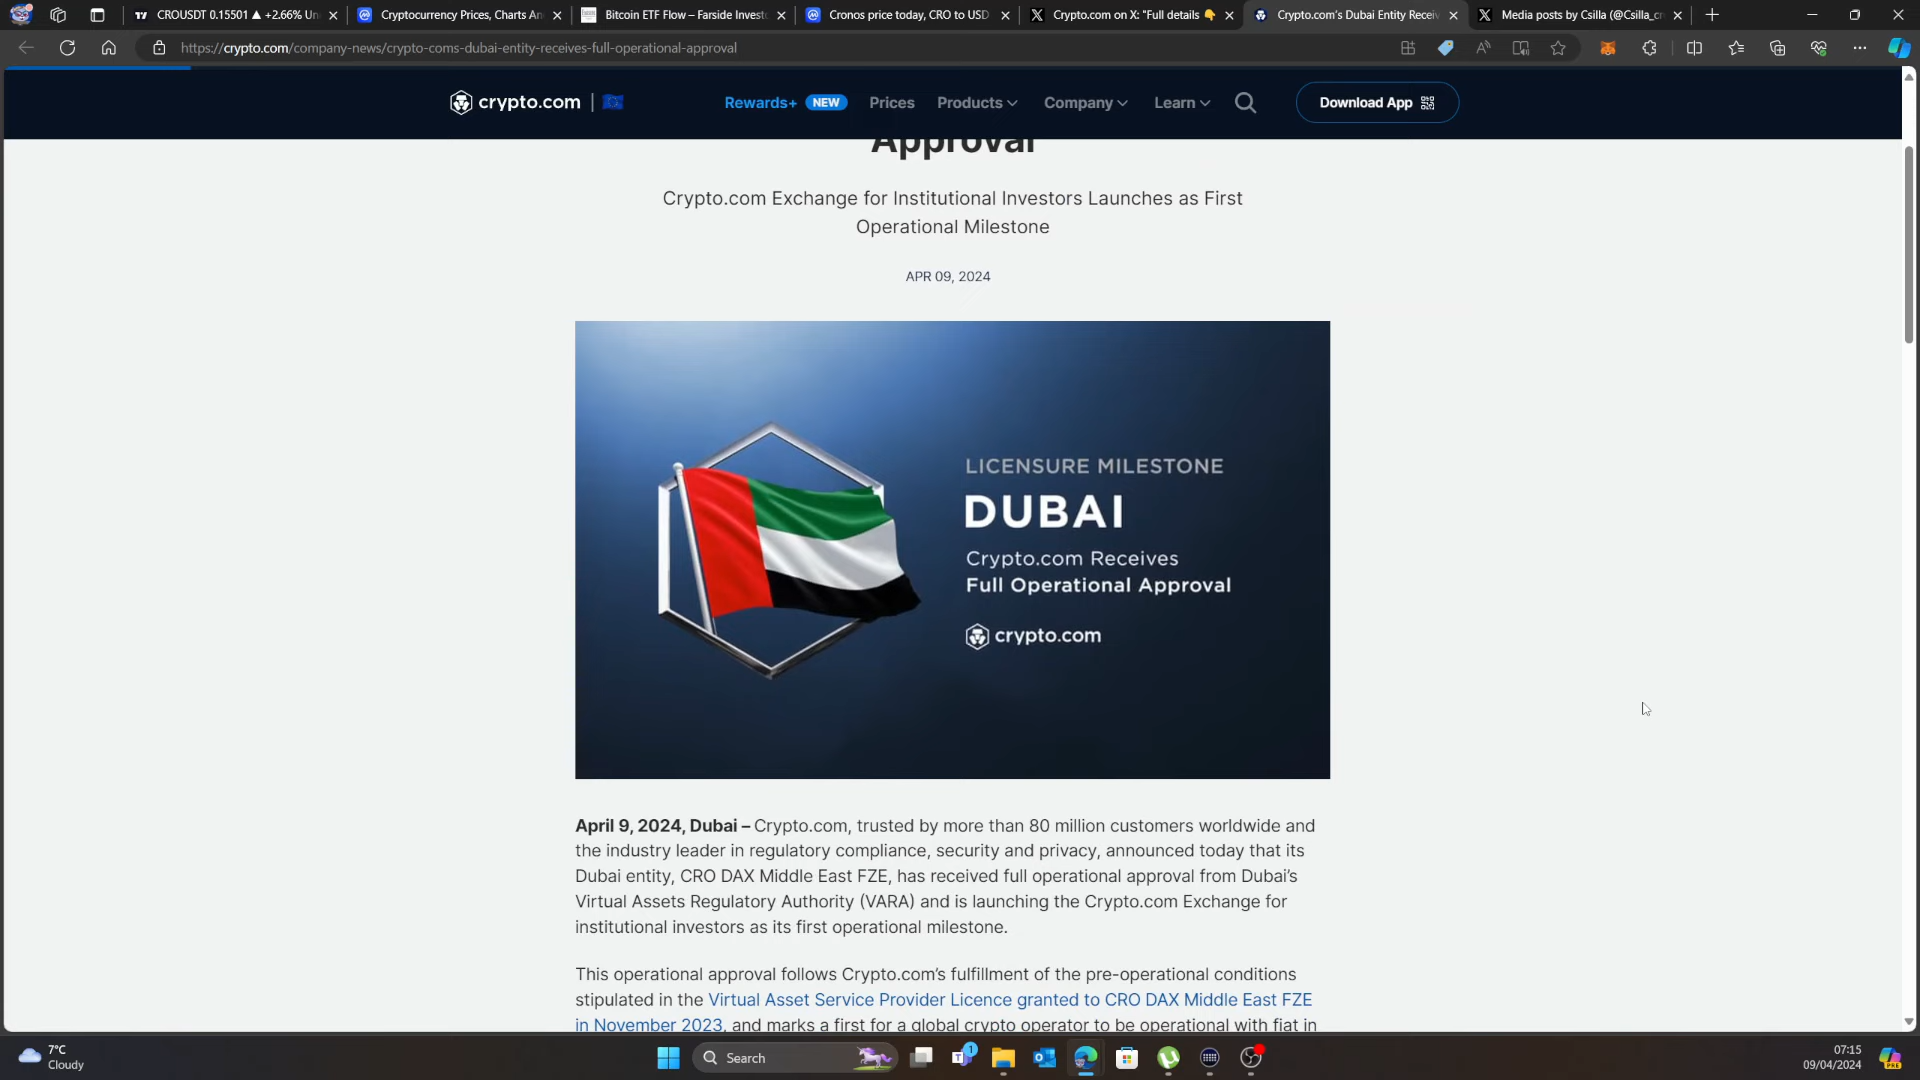 CROUSDT 0.15501 ▲ +2.66% Un
Cryptocurrency Prices, Charts An
Bitcoin ETF Flow – Farside Invest
Cronos price today, CRO to USD
Crypto.com on X: "Full details 👇
Crypto.com's Dubai Entity Receiv
Media posts by Csilla (@Csilla_cr
https://crypto.com/company-news/crypto-coms-dubai-entity-receives-full-operational-approval
crypto.com
Rewards+ NEW
Prices
Products
Company
Learn
Download App
Approval
Crypto.com Exchange for Institutional Investors Launches as First
Operational Milestone
APR 09, 2024
LICENSURE MILESTONE
DUBAI
Crypto.com Receives
Full Operational Approval
crypto.com
April 9, 2024, Dubai – Crypto.com, trusted by more than 80 million customers worldwide and
the industry leader in regulatory compliance, security and privacy, announced today that its
Dubai entity, CRO DAX Middle East FZE, has received full operational approval from Dubai's
Virtual Assets Regulatory Authority (VARA) and is launching the Crypto.com Exchange for
institutional investors as its first operational milestone.
This operational approval follows Crypto.com's fulfillment of the pre-operational conditions
stipulated in the Virtual Asset Service Provider Licence granted to CRO DAX Middle East FZE
in November 2023, and marks a first for a global crypto operator to be operational with fiat in
7°C
Cloudy
Search
1
07:15
09/04/2024
PRE